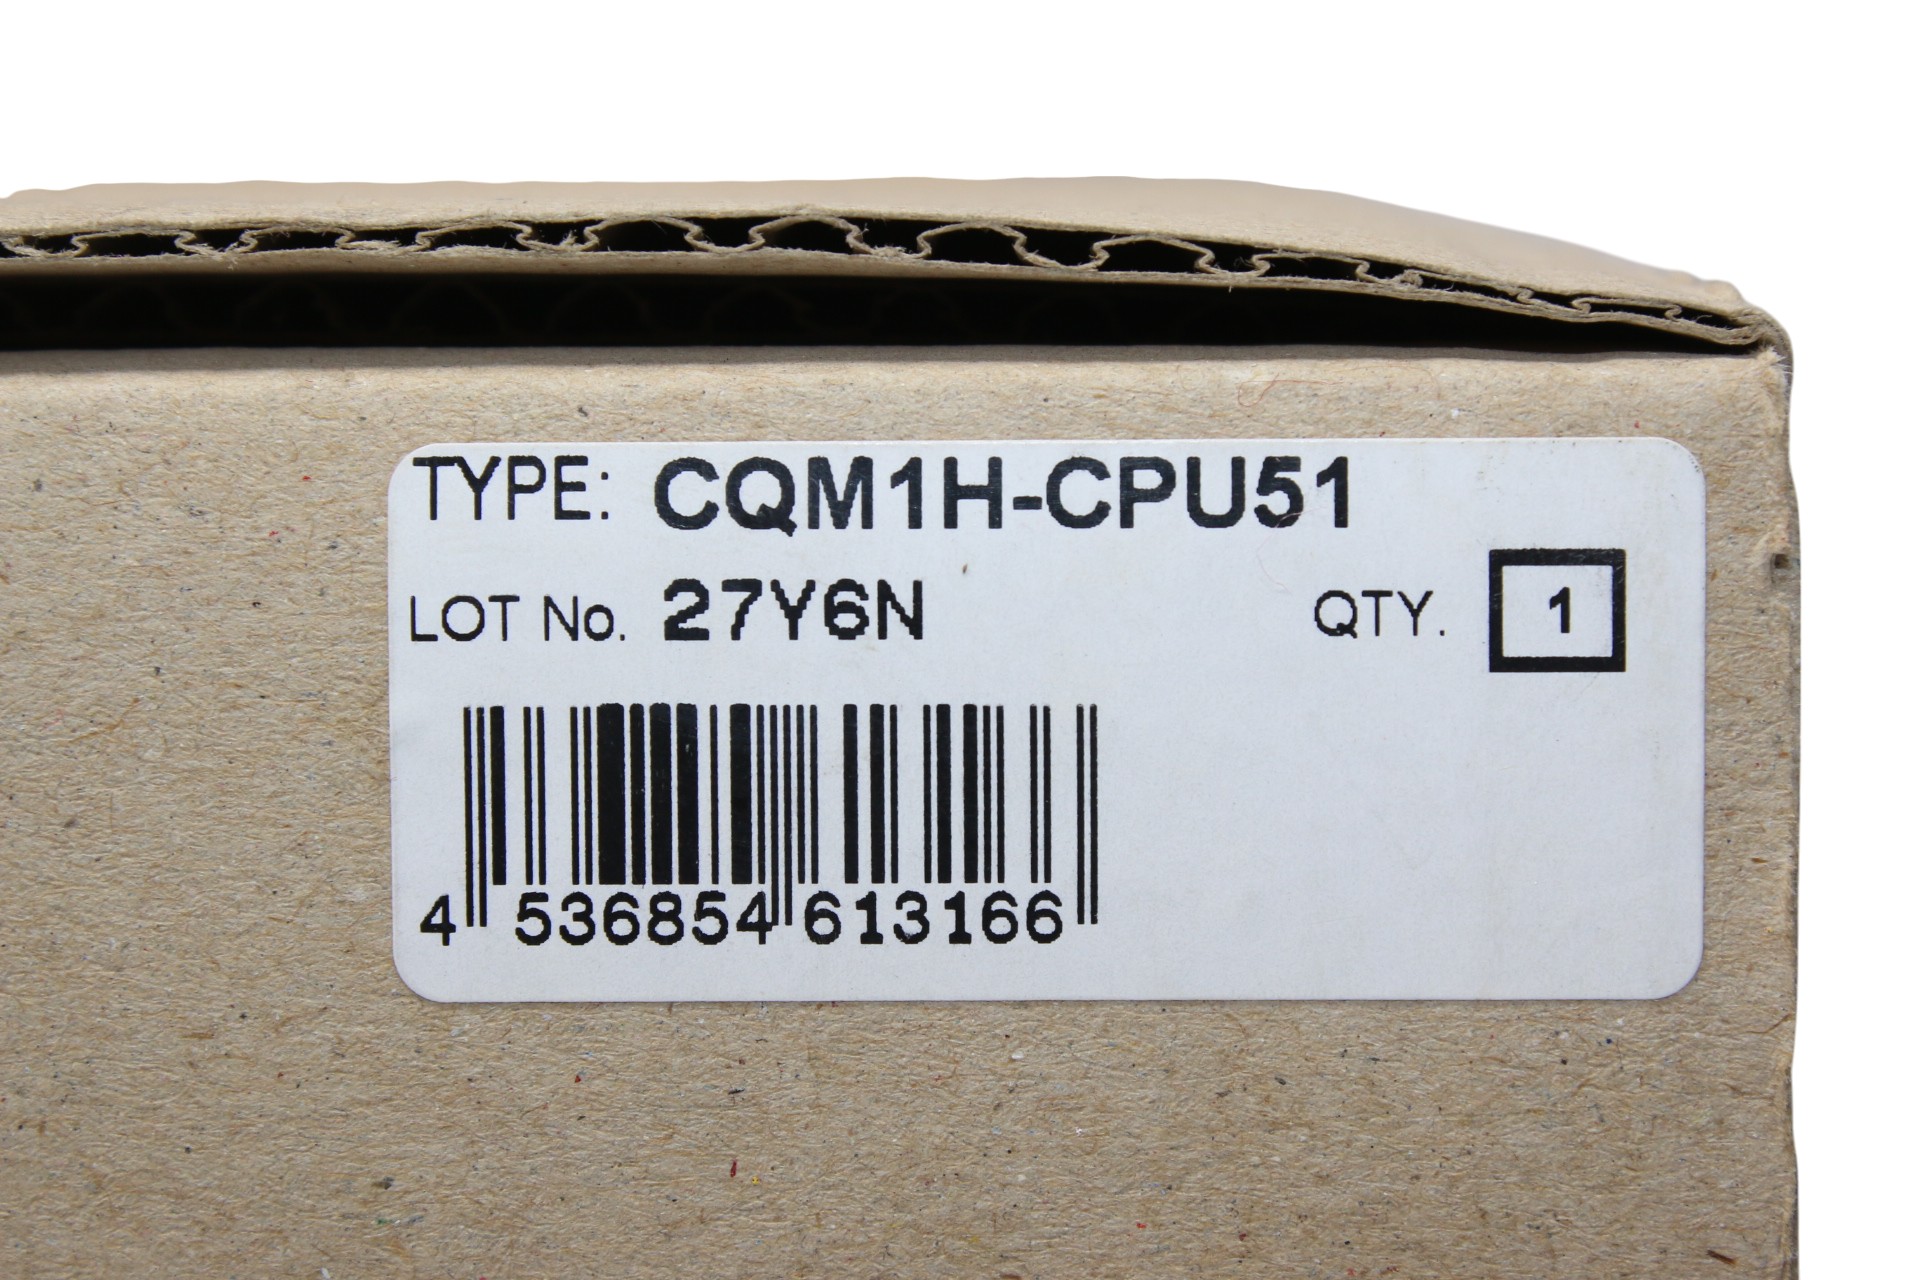 TYPE: CQM1H-CPU51
LOT No. 27Y6N QTY. 1
4 536854 613166